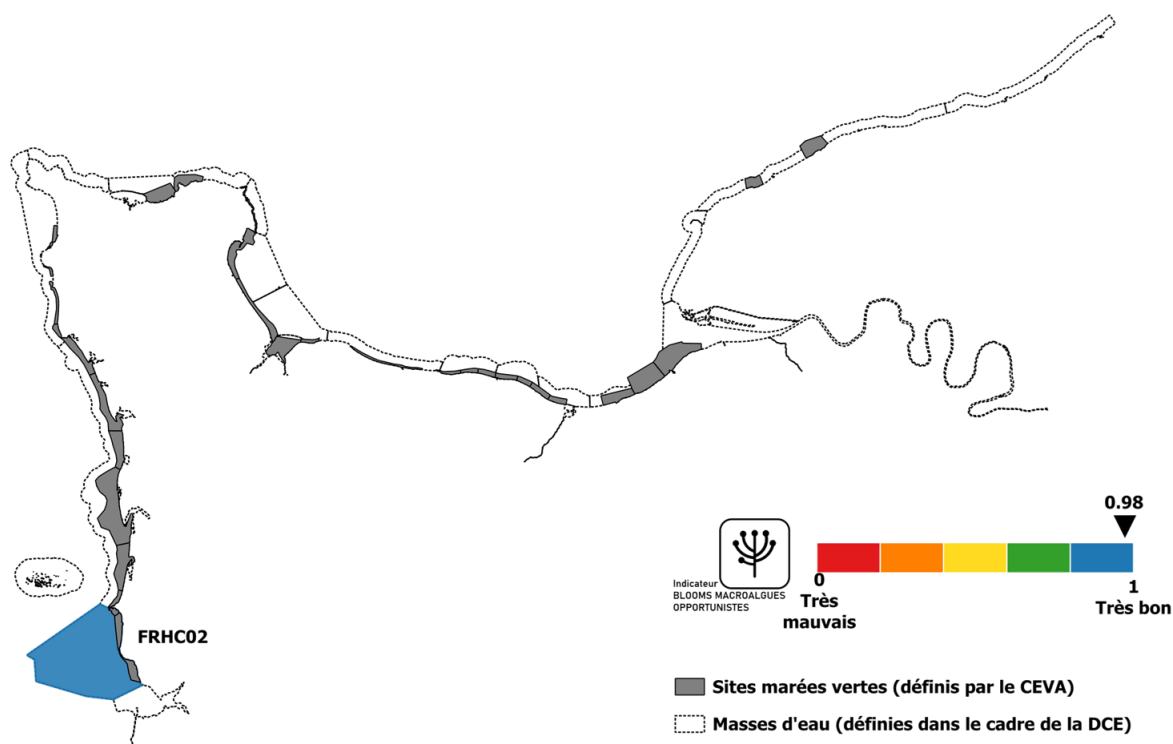 FRHC02
0.98
Indicateur
BLOOMS MACROALGUES
OPPORTUNISTES
0
Très
mauvais
1
Très bon
Sites marées vertes (définis par le CEVA)
Masses d'eau (définies dans le cadre de la DCE)